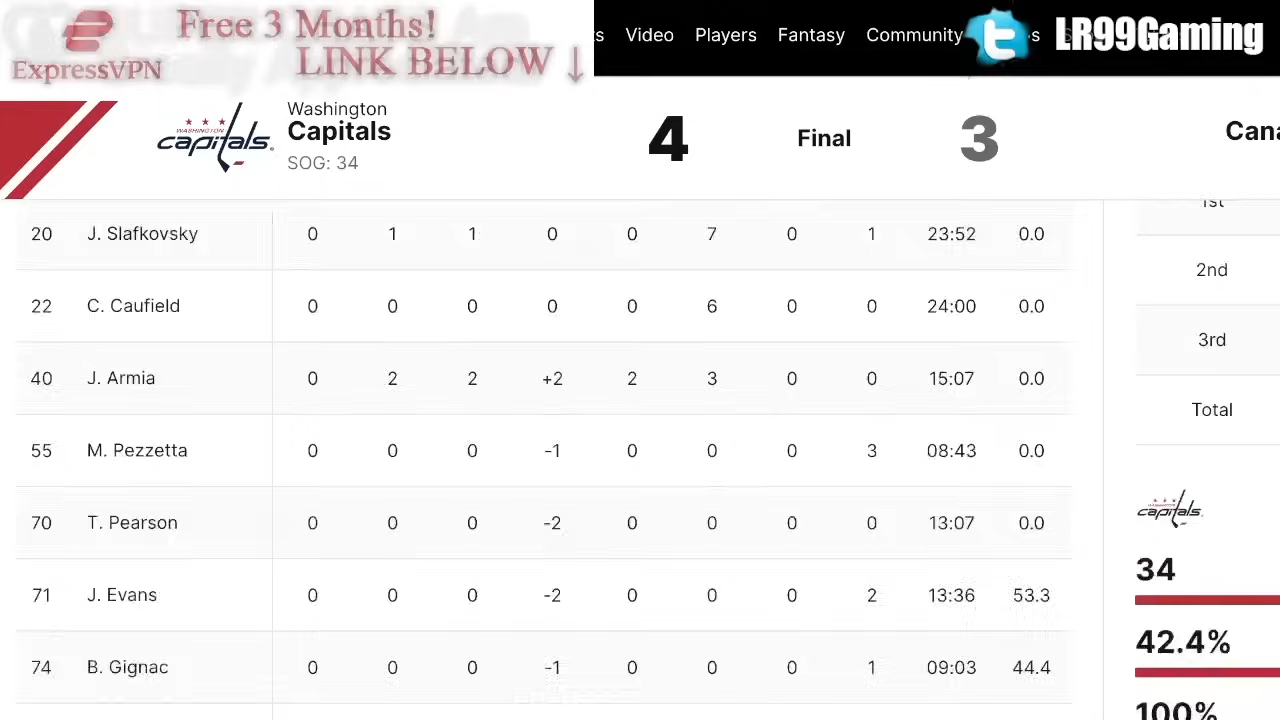 Free 3 Months!
ExpressVPN LINK BELOW ↓
s Video Players Fantasy Community s LR99Gaming
WASHINGTON capitals Washington
Capitals
SOG: 34
4 Final 3 Cana
1st
20 J. Slafkovsky 0 1 1 0 0 7 0 1 23:52 0.0
2nd
22 C. Caufield 0 0 0 0 0 6 0 0 24:00 0.0
3rd
40 J. Armia 0 2 2 +2 2 3 0 0 15:07 0.0
Total
55 M. Pezzetta 0 0 0 -1 0 0 0 3 08:43 0.0
70 T. Pearson 0 0 0 -2 0 0 0 0 13:07 0.0
capitals
34
71 J. Evans 0 0 0 -2 0 0 0 2 13:36 53.3
42.4%
74 B. Gignac 0 0 0 -1 0 0 0 1 09:03 44.4
100%